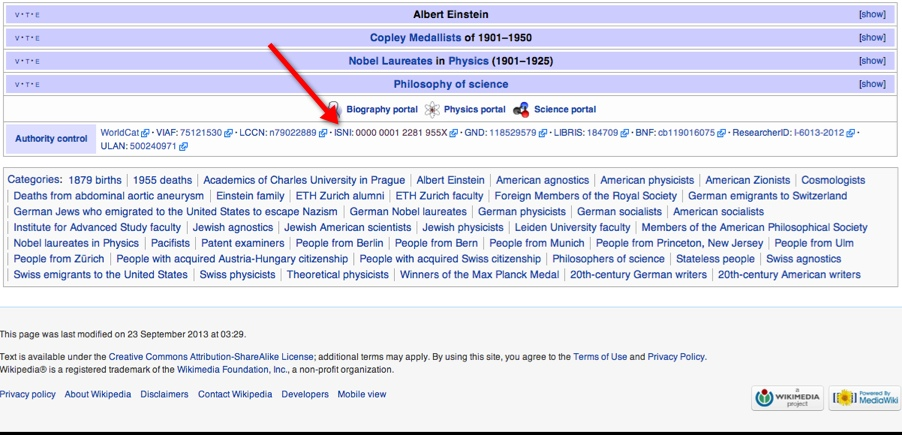 V · T · E Albert Einstein [show]
V · T · E Copley Medallists of 1901–1950 [show]
V · T · E Nobel Laureates in Physics (1901–1925) [show]
V · T · E Philosophy of science [show]
Biography portal Physics portal Science portal
Authority control WorldCat · VIAF: 75121530 · LCCN: n79022889 · ISNI: 0000 0001 2281 955X · GND: 118529579 · LIBRIS: 184709 · BNF: cb119016075 · ResearcherID: I-6013-2012 ·
ULAN: 500240971
Categories: 1879 births | 1955 deaths | Academics of Charles University in Prague | Albert Einstein | American agnostics | American physicists | American Zionists | Cosmologists
Deaths from abdominal aortic aneurysm | Einstein family | ETH Zurich alumni | ETH Zurich faculty | Foreign Members of the Royal Society | German emigrants to Switzerland
German Jews who emigrated to the United States to escape Nazism | German Nobel laureates | German physicists | German socialists | American socialists
Institute for Advanced Study faculty | Jewish agnostics | Jewish American scientists | Jewish physicists | Leiden University faculty | Members of the American Philosophical Society
Nobel laureates in Physics | Pacifists | Patent examiners | People from Berlin | People from Bern | People from Munich | People from Princeton, New Jersey | People from Ulm
People from Zürich | People with acquired Austria-Hungary citizenship | People with acquired Swiss citizenship | Philosophers of science | Stateless people | Swiss agnostics
Swiss emigrants to the United States | Swiss physicists | Theoretical physicists | Winners of the Max Planck Medal | 20th-century German writers | 20th-century American writers
This page was last modified on 23 September 2013 at 03:29.
Text is available under the Creative Commons Attribution-ShareAlike License; additional terms may apply. By using this site, you agree to the Terms of Use and Privacy Policy.
Wikipedia® is a registered trademark of the Wikimedia Foundation, Inc., a non-profit organization.
Privacy policy About Wikipedia Disclaimers Contact Wikipedia Developers Mobile view
a WIKIMEDIA project
Powered By MediaWiki